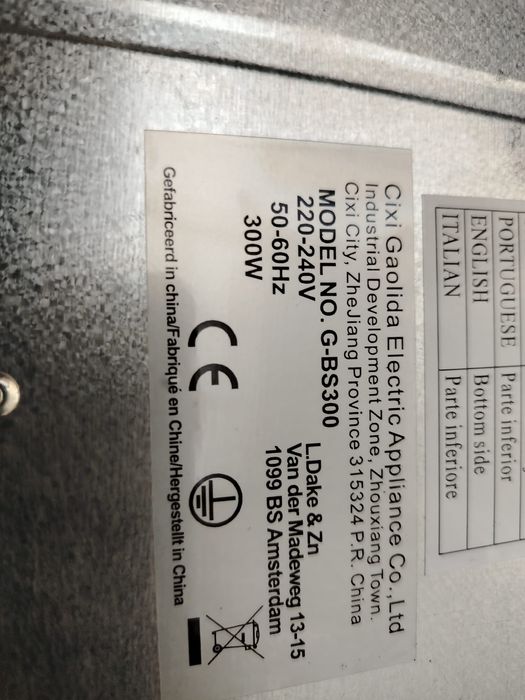 PORTUGUESE Parte inferior
ENGLISH Bottom side
ITALIAN Parte inferiore
Cixi Gaolida Electric Appliance Co.,Ltd
Industrial Development Zone, Zhouxiang Town.
Cixi City, ZheJiang Province 315324 P.R. China
MODEL NO. G-BS300
220-240V
50-60Hz
300W
L.Dake & Zn
Van der Madeweg 13-15
1099 BS Amsterdam
CE
Gefabriceerd in china/Fabriqué en Chine/Hergestellt in China